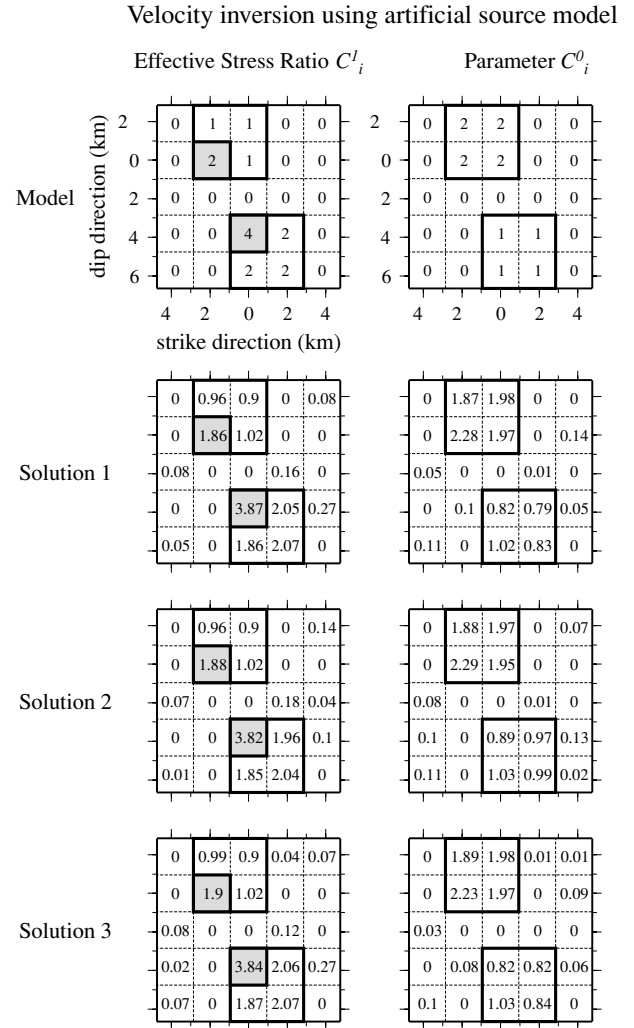 Velocity inversion using artificial source model
Effective Stress Ratio C¹ᵢ Parameter C⁰ᵢ
2 0 1 1 0 0 2 0 2 2 0 0
0 0 2 1 0 0 0 0 2 2 0 0
Model 2 0 0 0 0 0 2 0 0 0 0 0
dip direction (km)
4 0 0 4 2 0 4 0 0 1 1 0
6 0 0 2 2 0 6 0 0 1 1 0
4 2 0 2 4 4 2 0 2 4
strike direction (km)
0 0.96 0.9 0 0.08 0 1.87 1.98 0 0
0 1.86 1.02 0 0 0 2.28 1.97 0 0.14
Solution 1 0.08 0 0 0.16 0 0.05 0 0 0.01 0
0 0 3.87 2.05 0.27 0 0.1 0.82 0.79 0.05
0.05 0 1.86 2.07 0 0.11 0 1.02 0.83 0
0 0.96 0.9 0 0.14 0 1.88 1.97 0 0.07
0 1.88 1.02 0 0 0 2.29 1.95 0 0
Solution 2 0.07 0 0 0.18 0.04 0.08 0 0 0.01 0
0 0 3.82 1.96 0.1 0.1 0 0.89 0.97 0.13
0.01 0 1.85 2.04 0 0.11 0 1.03 0.99 0.02
0 0.99 0.9 0.04 0.07 0 1.89 1.98 0.01 0.01
0 1.9 1.02 0 0 0 2.23 1.97 0 0.09
Solution 3 0.08 0 0 0.12 0 0.03 0 0 0 0
0.02 0 3.84 2.06 0.27 0 0.08 0.82 0.82 0.06
0.07 0 1.87 2.07 0 0.1 0 1.03 0.84 0